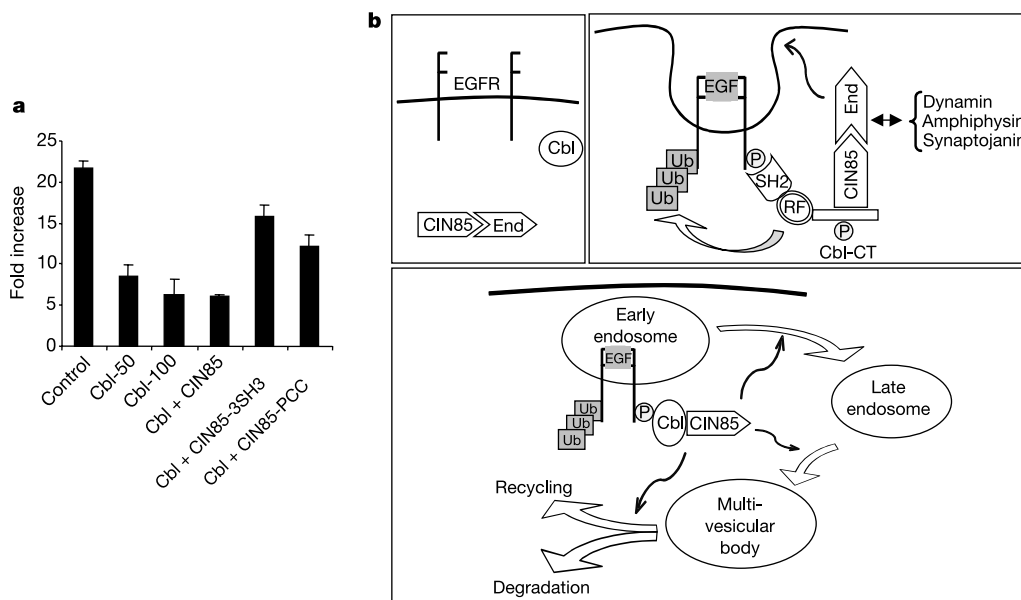 a
Fold increase
25
20
15
10
5
0
Control
Cbl-50
Cbl-100
Cbl + CIN85
Cbl + CIN85-3SH3
Cbl + CIN85-PCC
b
EGFR
Cbl
CIN85 End
EGF
Ub
Ub
Ub
P
SH2
RF
P
Cbl-CT
CIN85
End
Dynamin
Amphiphysin
Synaptojanin
Early
endosome
EGF
Ub
Ub
Ub
P
Cbl
CIN85
Late
endosome
Multi-
vesicular
body
Recycling
Degradation